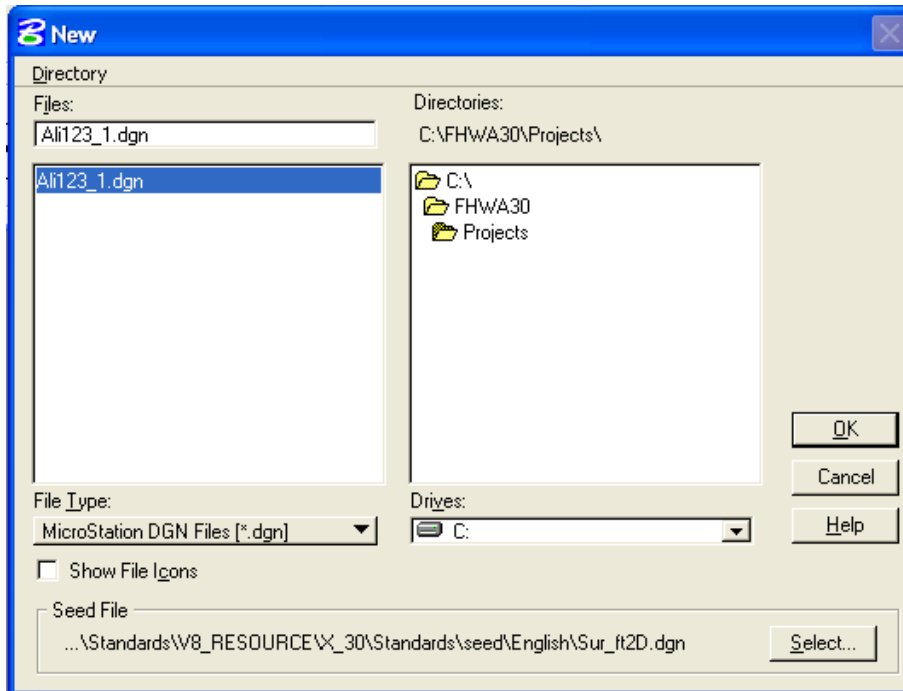 New
Directory
Files:
Directories:
Ali123_1.dgn
C:\FHWA30\Projects\
Ali123_1.dgn
C:\
FHWA30
Projects
OK
Cancel
Help
File Type:
Drives:
MicroStation DGN Files [*.dgn]
C:
Show File Icons
Seed File
...\Standards\V8_RESOURCE\X_30\Standards\seed\English\Sur_ft2D.dgn
Select...